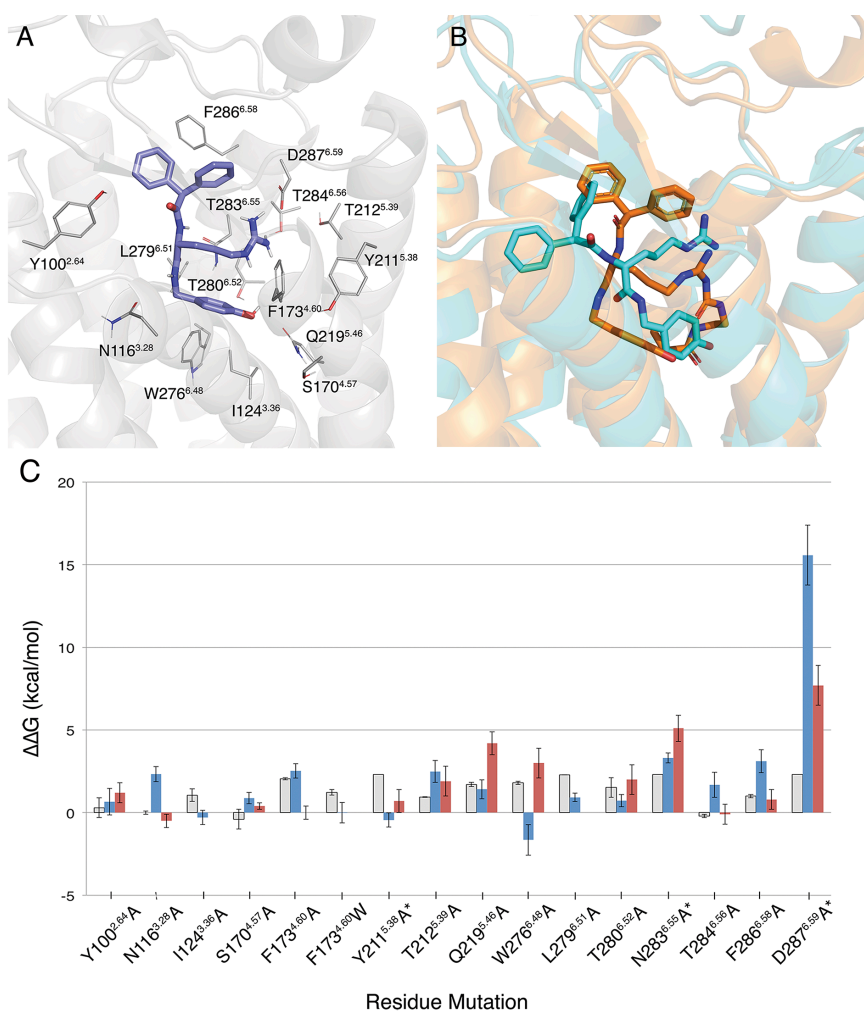 A
B
F286^6.58
D287^6.59
T283^6.55
T284^6.56
T212^5.39
Y100^2.64
L279^6.51
Y211^5.38
T280^6.52
F173^4.60
N116^3.28
Q219^5.46
W276^6.48
S170^4.57
I124^3.36
C
ΔΔG (kcal/mol)
20
15
10
5
0
-5
Y100^2.64A
N116^3.28A
I124^3.36A
S170^4.57A
F173^4.60A
F173^4.60W
Y211^5.38A*
T212^5.39A
Q219^5.46A
W276^6.48A
L279^6.51A
T280^6.52A
N283^6.55A*
T284^6.56A
F286^6.58A
D287^6.59A*
Residue Mutation